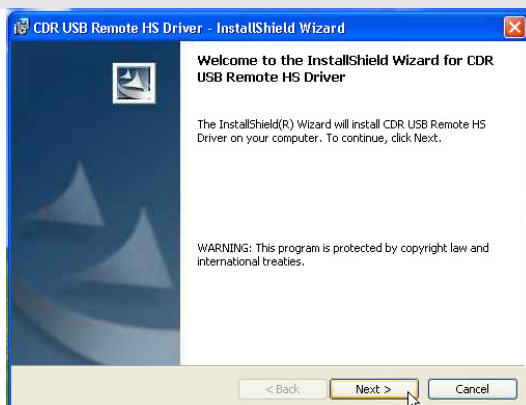 CDR USB Remote HS Driver - InstallShield Wizard
Welcome to the InstallShield Wizard for CDR
USB Remote HS Driver
The InstallShield(R) Wizard will install CDR USB Remote HS
Driver on your computer. To continue, click Next.
WARNING: This program is protected by copyright law and
international treaties.
< Back
Next >
Cancel